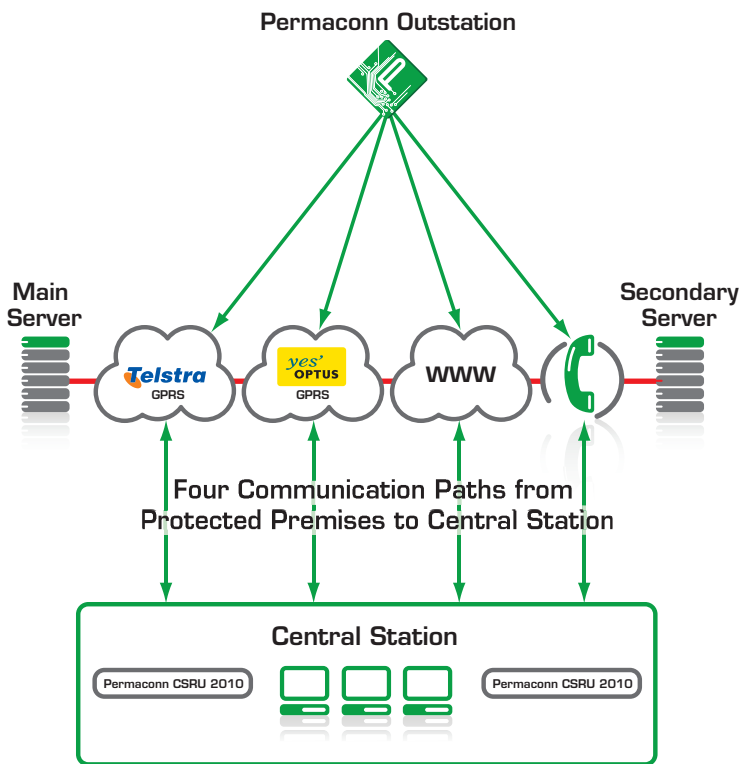 Permaconn Outstation
P
Main
Server
Secondary
Server
Telstra
GPRS
yes'
OPTUS
GPRS
WWW
Four Communication Paths from
Protected Premises to Central Station
Central Station
Permaconn CSRU 2010
Permaconn CSRU 2010